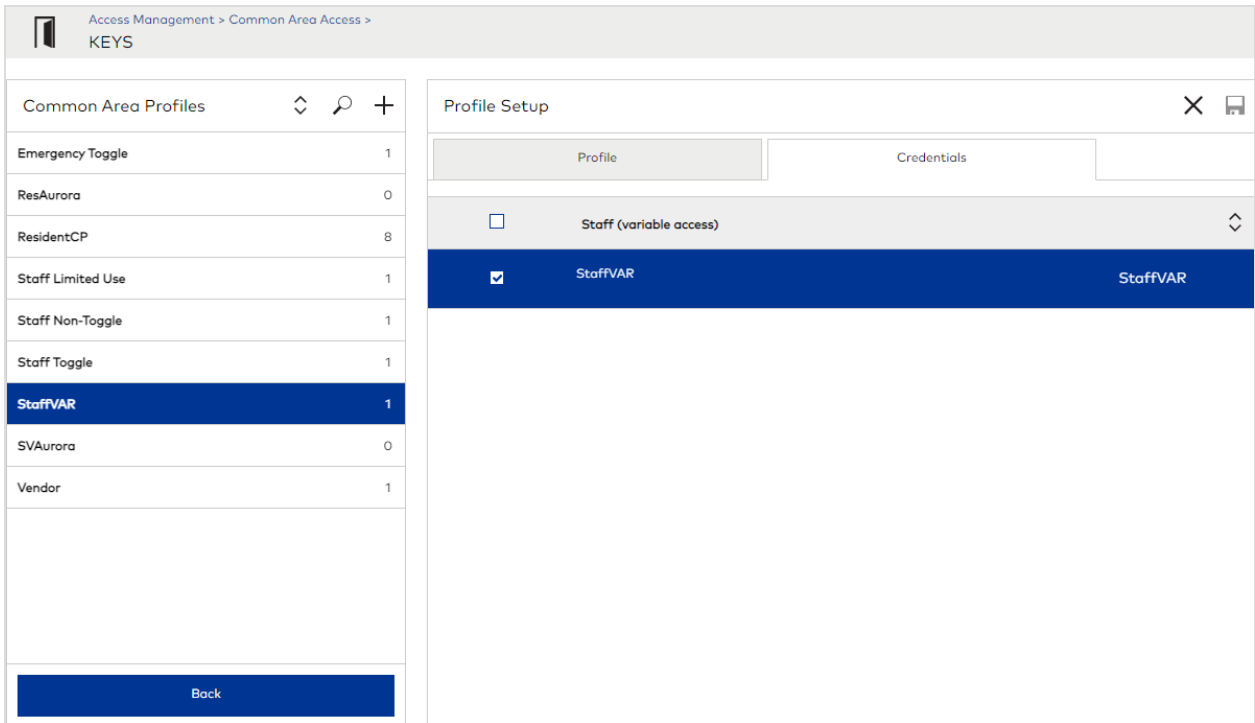 Access Management > Common Area Access >
KEYS
Common Area Profiles
Emergency Toggle 1
ResAurora 0
ResidentCP 8
Staff Limited Use 1
Staff Non-Toggle 1
Staff Toggle 1
StaffVAR 1
SVAurora 0
Vendor 1
Back
Profile Setup
Profile Credentials
Staff (variable access)
StaffVAR StaffVAR